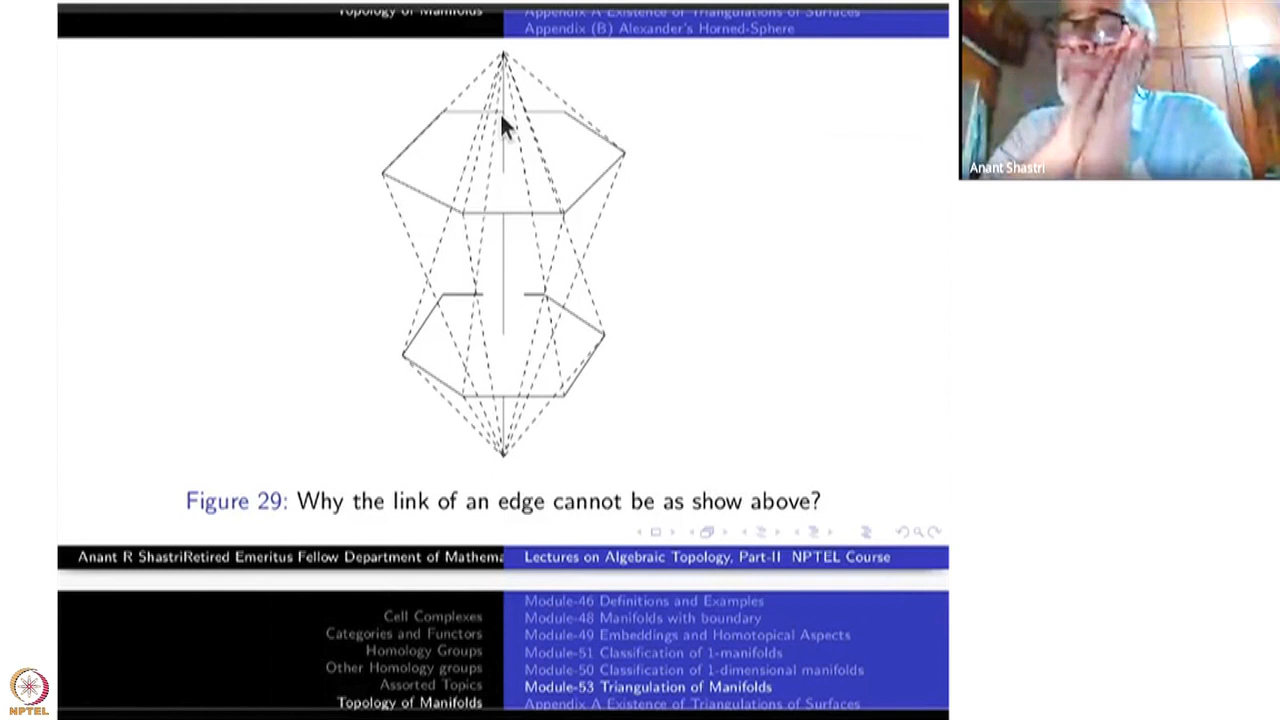 Topology of Manifolds
Appendix A Existence of Triangulations of Surfaces
Appendix (B) Alexander's Horned-Sphere
Anant Shastri
Figure 29: Why the link of an edge cannot be as show above?
Anant R ShastriRetired Emeritus Fellow Department of Mathema
Lectures on Algebraic Topology, Part-II NPTEL Course
Cell Complexes
Categories and Functors
Homology Groups
Other Homology groups
Assorted Topics
Topology of Manifolds
Module-46 Definitions and Examples
Module-48 Manifolds with boundary
Module-49 Embeddings and Homotopical Aspects
Module-51 Classification of 1-manifolds
Module-50 Classification of 1-dimensional manifolds
Module-53 Triangulation of Manifolds
Appendix A Existence of Triangulations of Surfaces
NPTEL